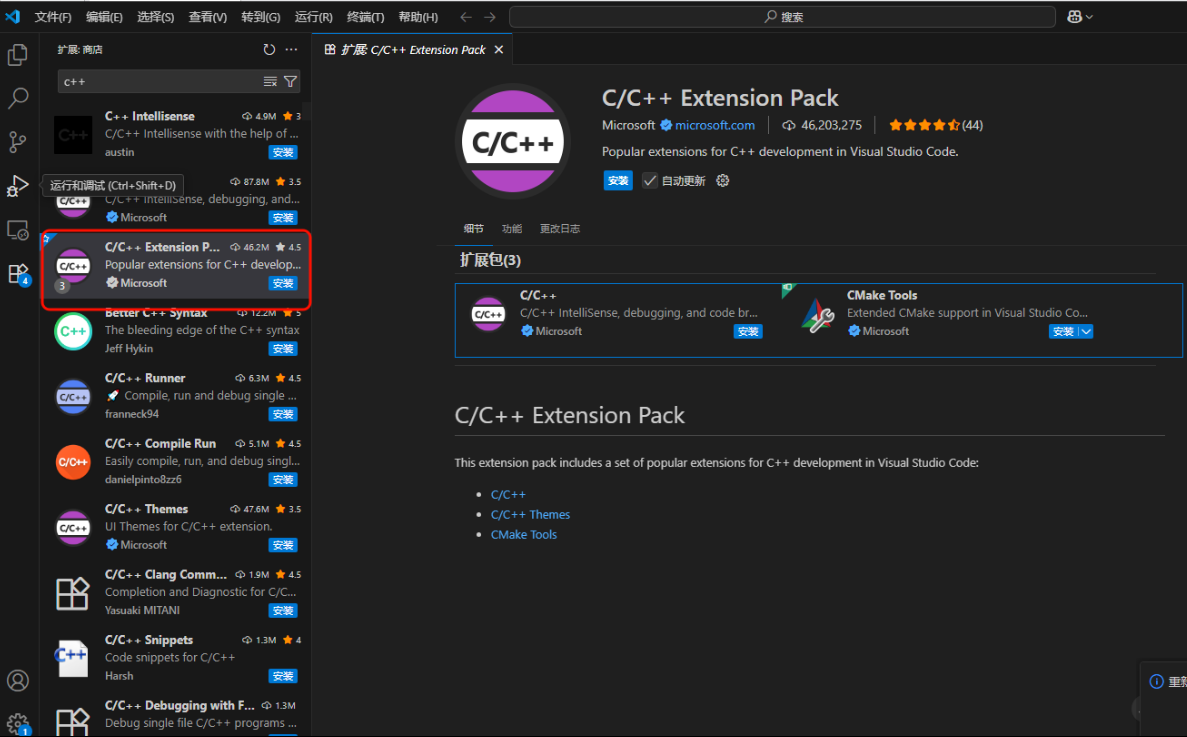 文件(F) 编辑(E) 选择(S) 查看(V) 转到(G) 运行(R) 终端(T) 帮助(H) 搜索
扩展: 商店
c++
C++ Intellisense 4.9M 3
C/C++ Intellisense with the help of ...
austin 安装
87.8M 3.5
运行和调试 (Ctrl+Shift+D)
C/C++ IntelliSense, debugging, and...
Microsoft 安装
C/C++ Extension P... 46.2M 4.5
Popular extensions for C++ develop...
Microsoft 安装
C/C++
3
Better C++ Syntax 12.2M 5
The bleeding edge of the C++ syntax
Jeff Hykin 安装
C++
C/C++ Runner 6.3M 4.5
Compile, run and debug single ...
franneck94 安装
C/C++
C/C++ Compile Run 5.1M 4.5
Easily compile, run, and debug singl...
danielpinto8zz6 安装
C/C++
C/C++ Themes 47.6M 3.5
UI Themes for C/C++ extension.
Microsoft 安装
C/C++
C/C++ Clang Comm... 1.9M 4.5
Completion and Diagnostic for C/C...
Yasuaki MITANI 安装
C/C++ Snippets 1.3M 4
Code snippets for C/C++
Harsh 安装
C++
C/C++ Debugging with F... 1.3M
Debug single file C/C++ programs ...
4
1
扩展: C/C++ Extension Pack
C/C++
C/C++ Extension Pack
Microsoft microsoft.com 46,203,275 (44)
Popular extensions for C++ development in Visual Studio Code.
安装 自动更新
细节 功能 更改日志
扩展包(3)
C/C++
C/C++
C/C++ IntelliSense, debugging, and code br...
Microsoft 安装
CMake Tools
Extended CMake support in Visual Studio Co...
Microsoft 安装
C/C++ Extension Pack
This extension pack includes a set of popular extensions for C++ development in Visual Studio Code:
C/C++
C/C++ Themes
CMake Tools